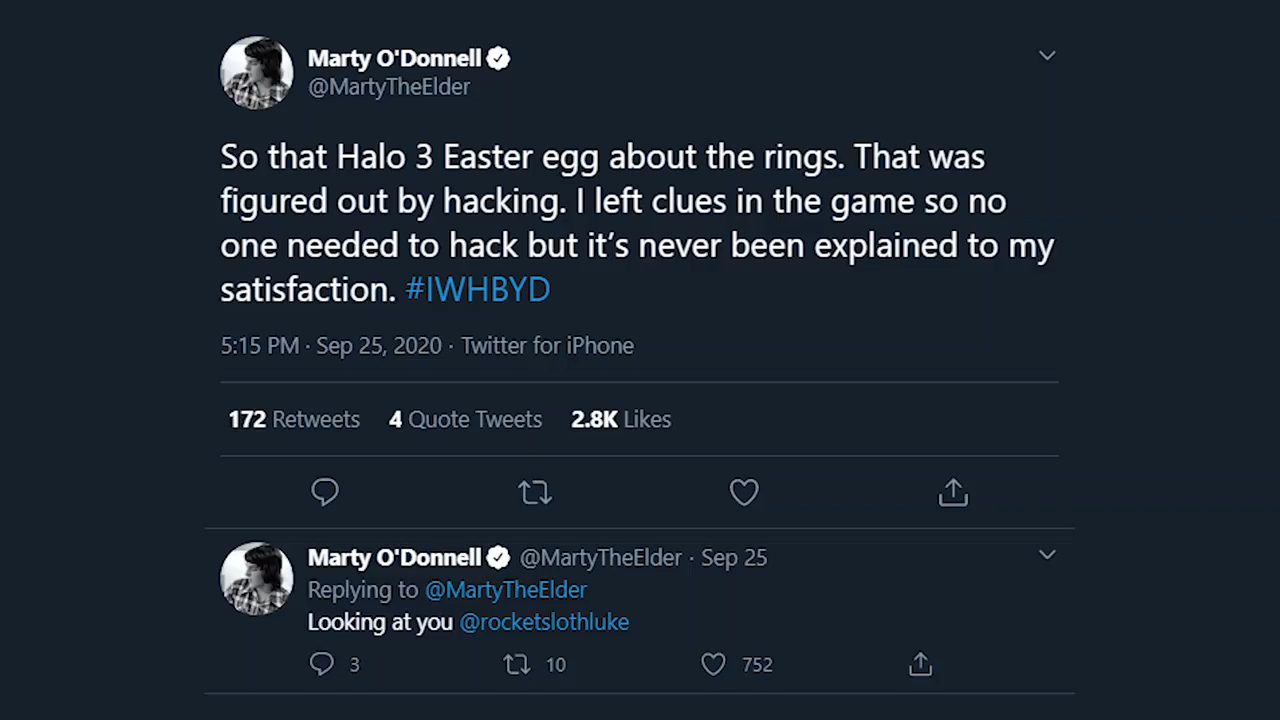 Marty O'Donnell
@MartyTheElder
So that Halo 3 Easter egg about the rings. That was
figured out by hacking. I left clues in the game so no
one needed to hack but it’s never been explained to my
satisfaction. #IWHBYD
5:15 PM · Sep 25, 2020 · Twitter for iPhone
172 Retweets 4 Quote Tweets 2.8K Likes
Marty O'Donnell @MartyTheElder · Sep 25
Replying to @MartyTheElder
Looking at you @rocketslothluke
3 10 752